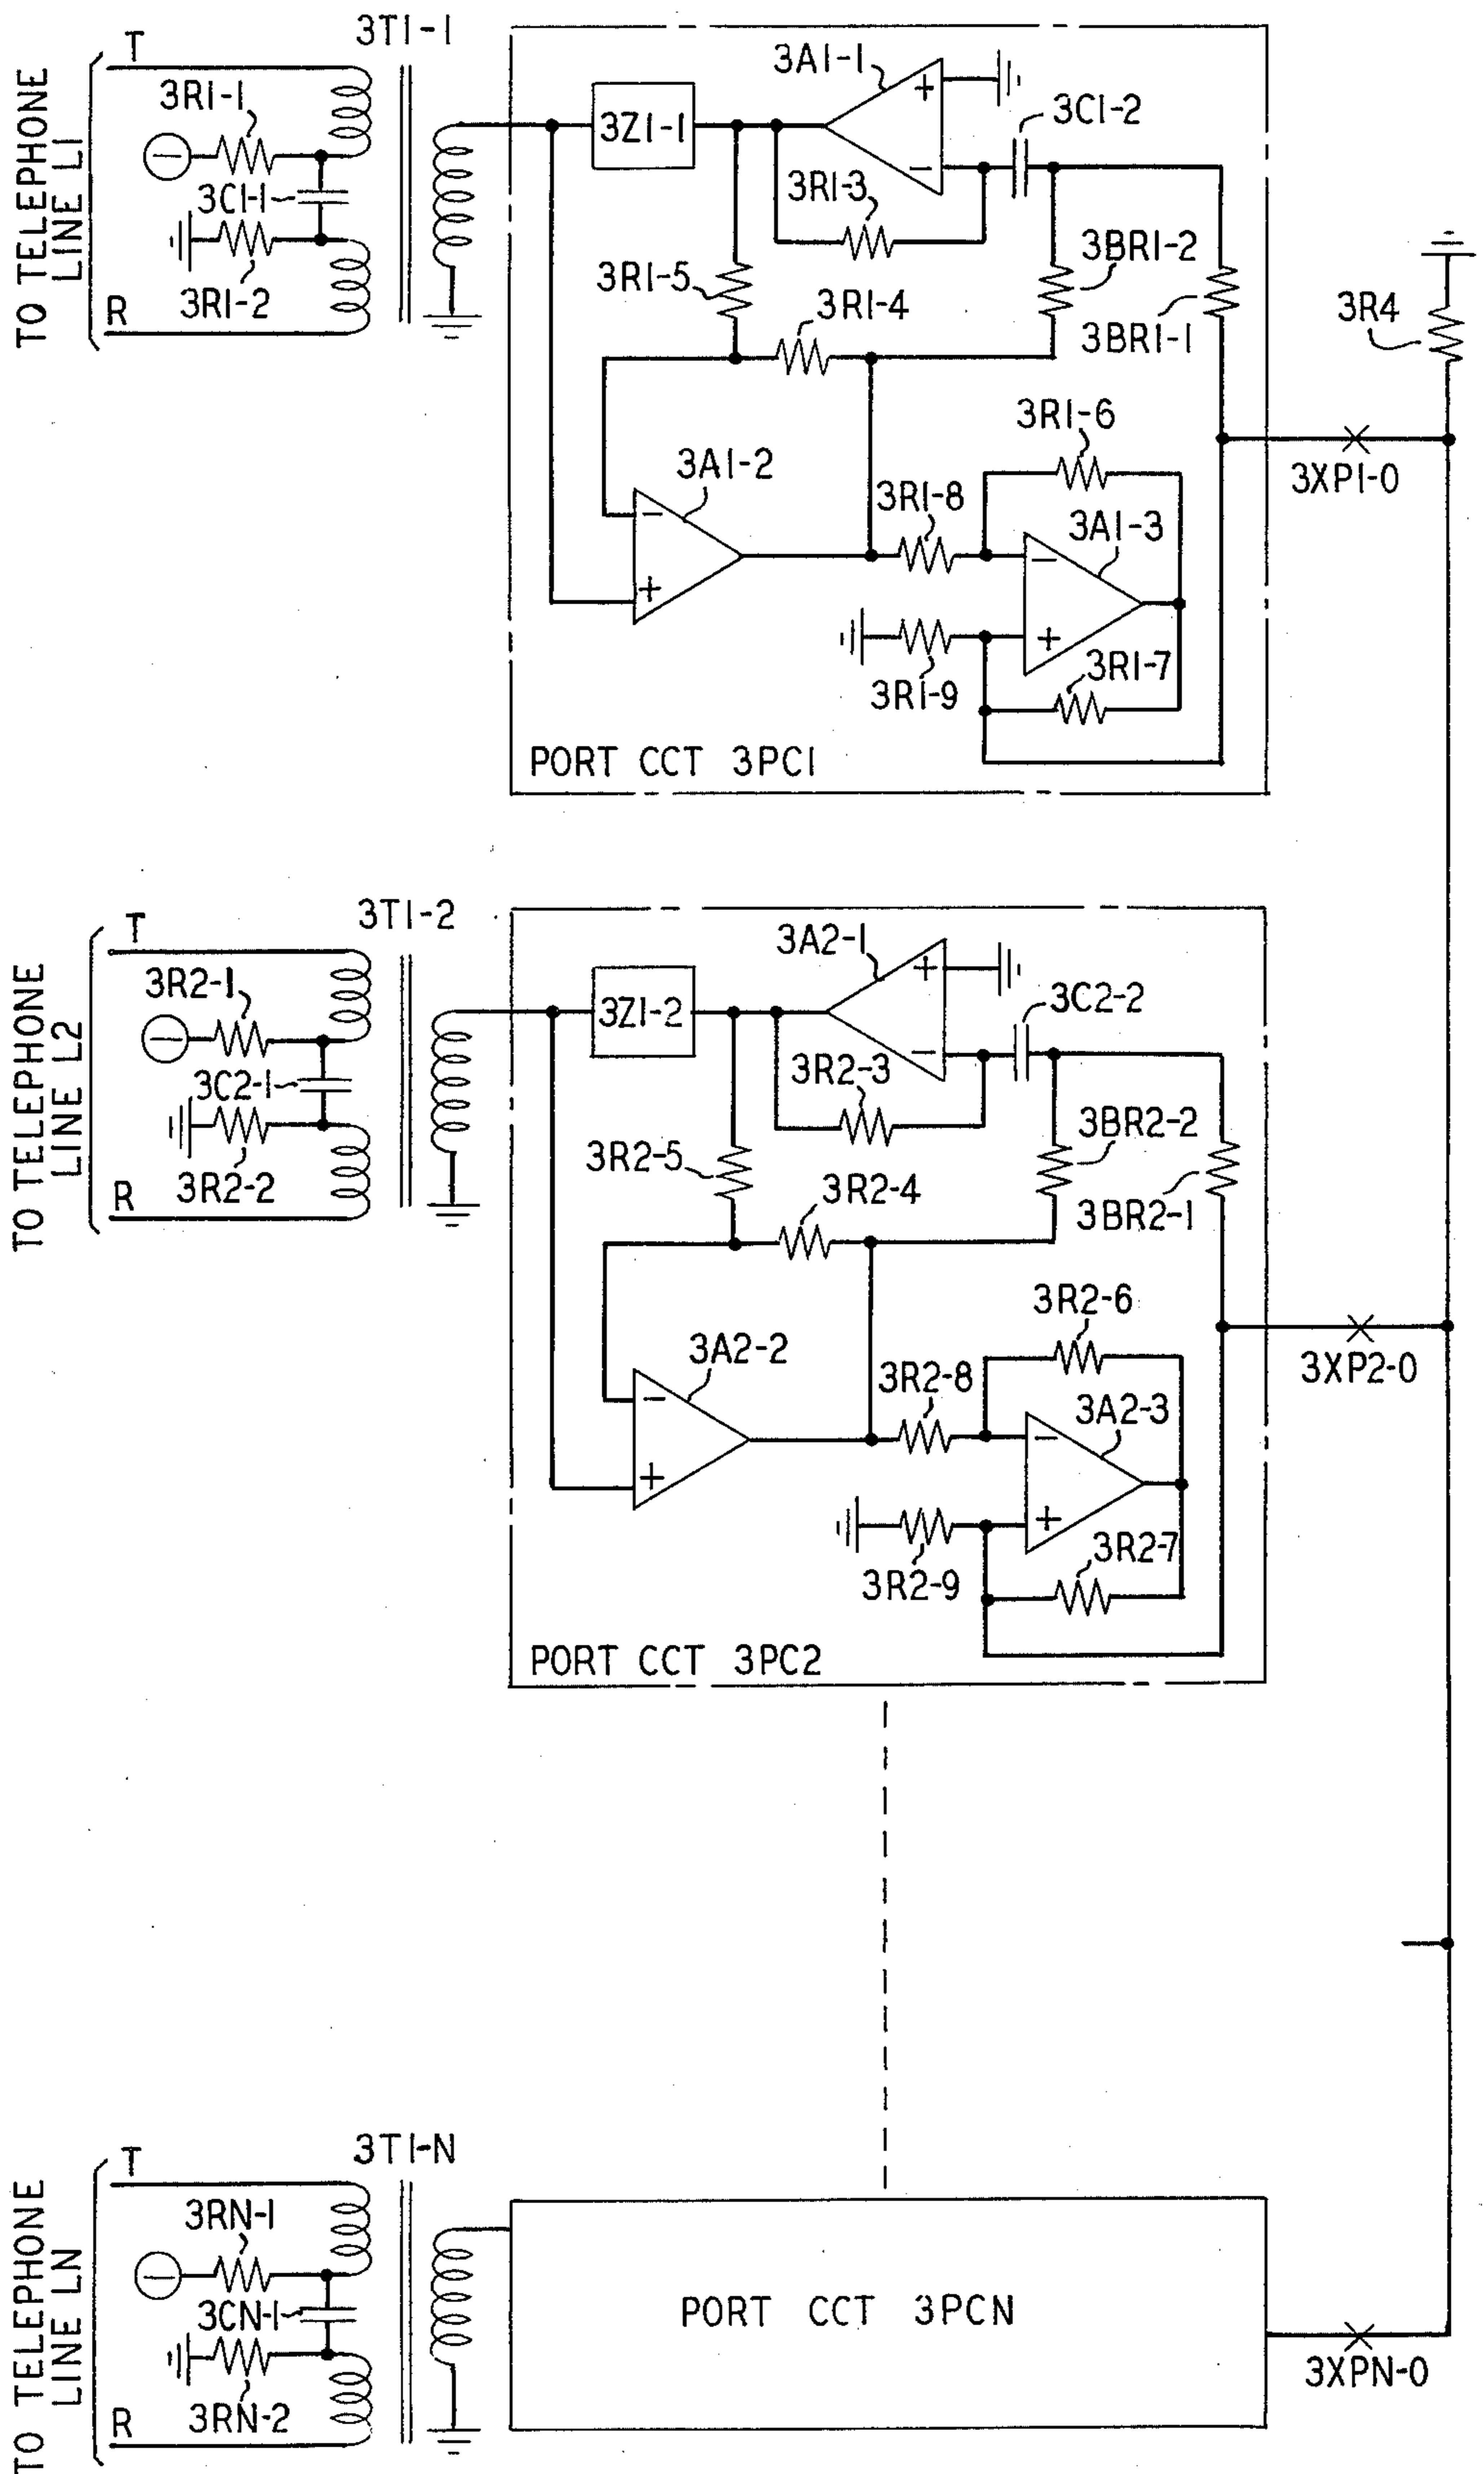 TO TELEPHONE
LINE L1
T
3R1-1
3C1-1
3R1-2
R
3T1-1
3Z1-1
3A1-1
+
−
3C1-2
3R1-3
3R1-5
3R1-4
3BR1-2
3BR1-1
3R4
3A1-2
−
+
3R1-8
3R1-6
3A1-3
−
+
3R1-9
3R1-7
3XP1-0
PORT CCT 3PC1
TO TELEPHONE
LINE L2
T
3R2-1
3C2-1
3R2-2
R
3T1-2
3Z1-2
3A2-1
+
−
3C2-2
3R2-3
3R2-5
3R2-4
3BR2-2
3BR2-1
3A2-2
−
+
3R2-8
3R2-6
3A2-3
−
+
3R2-9
3R2-7
3XP2-0
PORT CCT 3PC2
TO TELEPHONE
LINE LN
T
3RN-1
3CN-1
3RN-2
R
3T1-N
PORT CCT 3PCN
3XPN-0